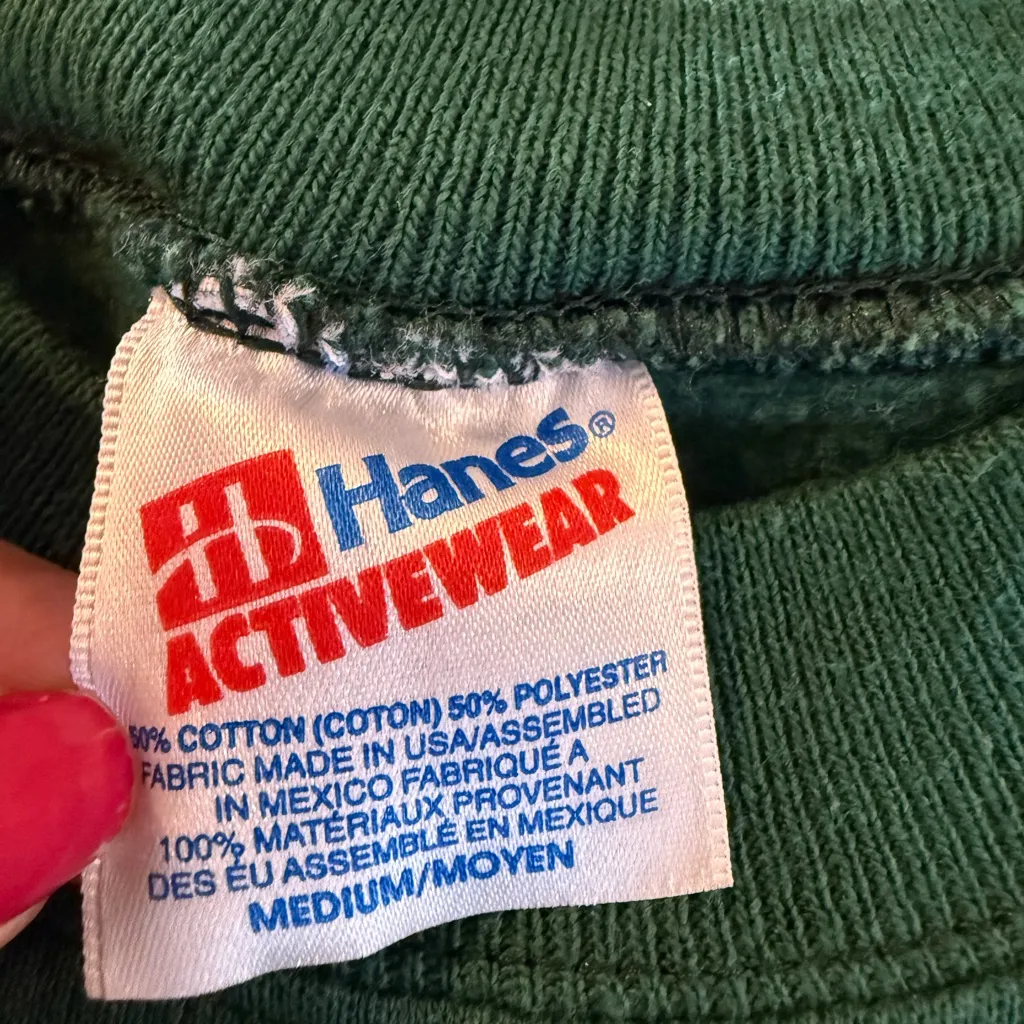 Hanes®
ACTIVEWEAR
50% COTTON (COTON) 50% POLYESTER
FABRIC MADE IN USA/ASSEMBLED
IN MEXICO FABRIQUÉ A
100% MATÉRIAUX PROVENANT
DES ÉU ASSEMBLÉ EN MEXIQUE
MEDIUM/MOYEN